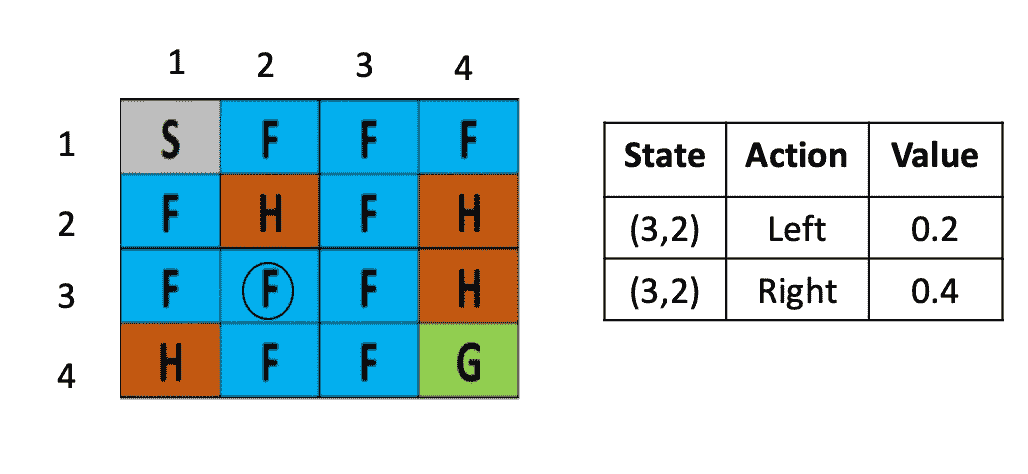 1 2 3 4
1 S F F F
2 F H F H
3 F F F H
4 H F F G
State Action Value
(3,2) Left 0.2
(3,2) Right 0.4